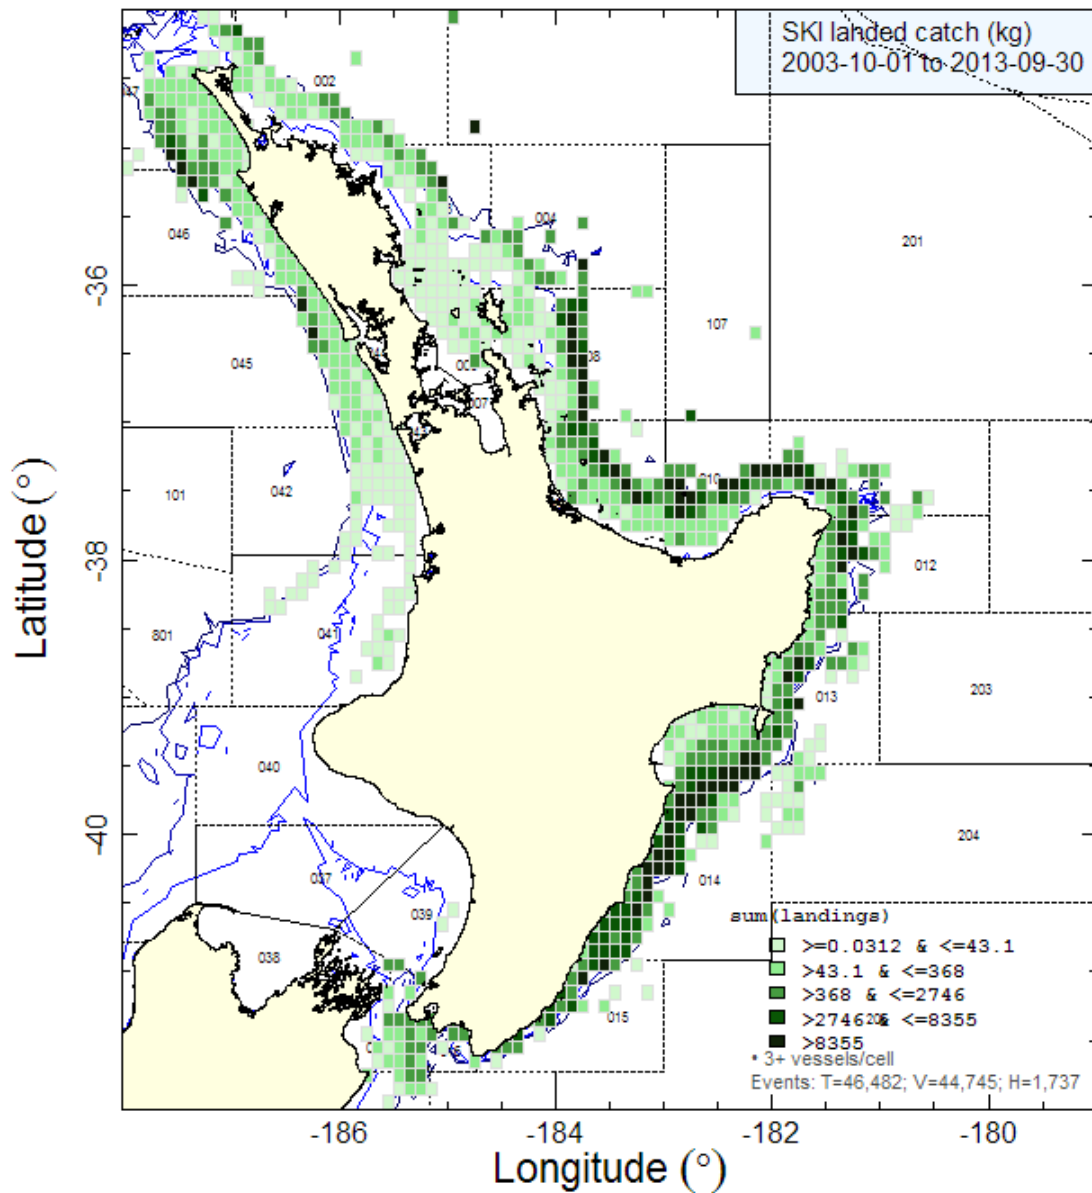 SKI landed catch (kg)
2003-10-01 to 2013-09-30
002
047
046
004
201
107
045
008
007
101
042
010
012
041
801
013
203
040
204
014
037
039
038
015
sum(landings)
>=0.0312 & <=43.1
>43.1 & <=368
>368 & <=2746
>2746 & <=8355
>8355
• 3+ vessels/cell
Events: T=46,482; V=44,745; H=1,737
-36
-38
-40
Latitude (°)
-186
-184
-182
-180
Longitude (°)